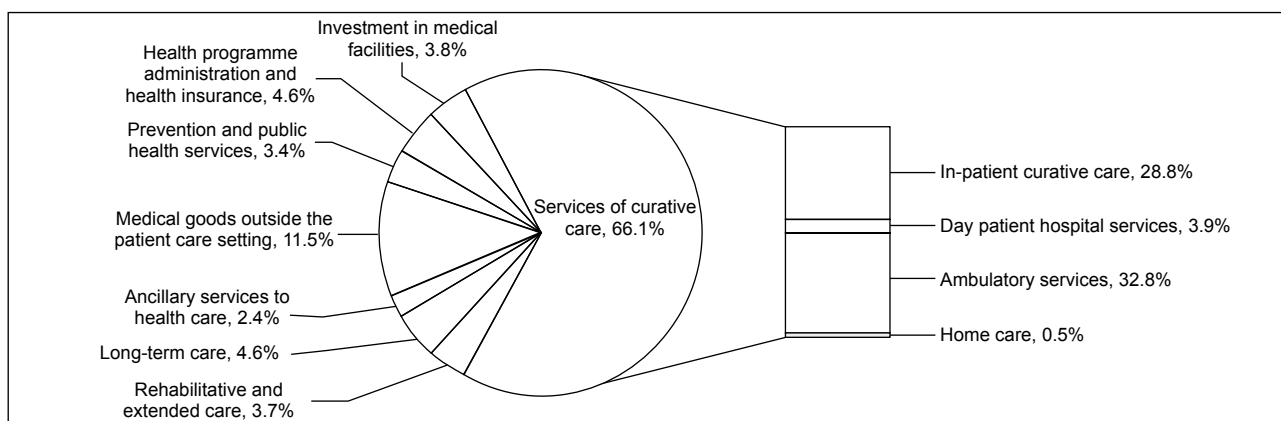 Investment in medical
facilities, 3.8%
Health programme
administration and
health insurance, 4.6%
Prevention and public
health services, 3.4%
Medical goods outside the
patient care setting, 11.5%
Ancillary services to
health care, 2.4%
Long-term care, 4.6%
Rehabilitative and
extended care, 3.7%
Services of curative
care, 66.1%
In-patient curative care, 28.8%
Day patient hospital services, 3.9%
Ambulatory services, 32.8%
Home care, 0.5%